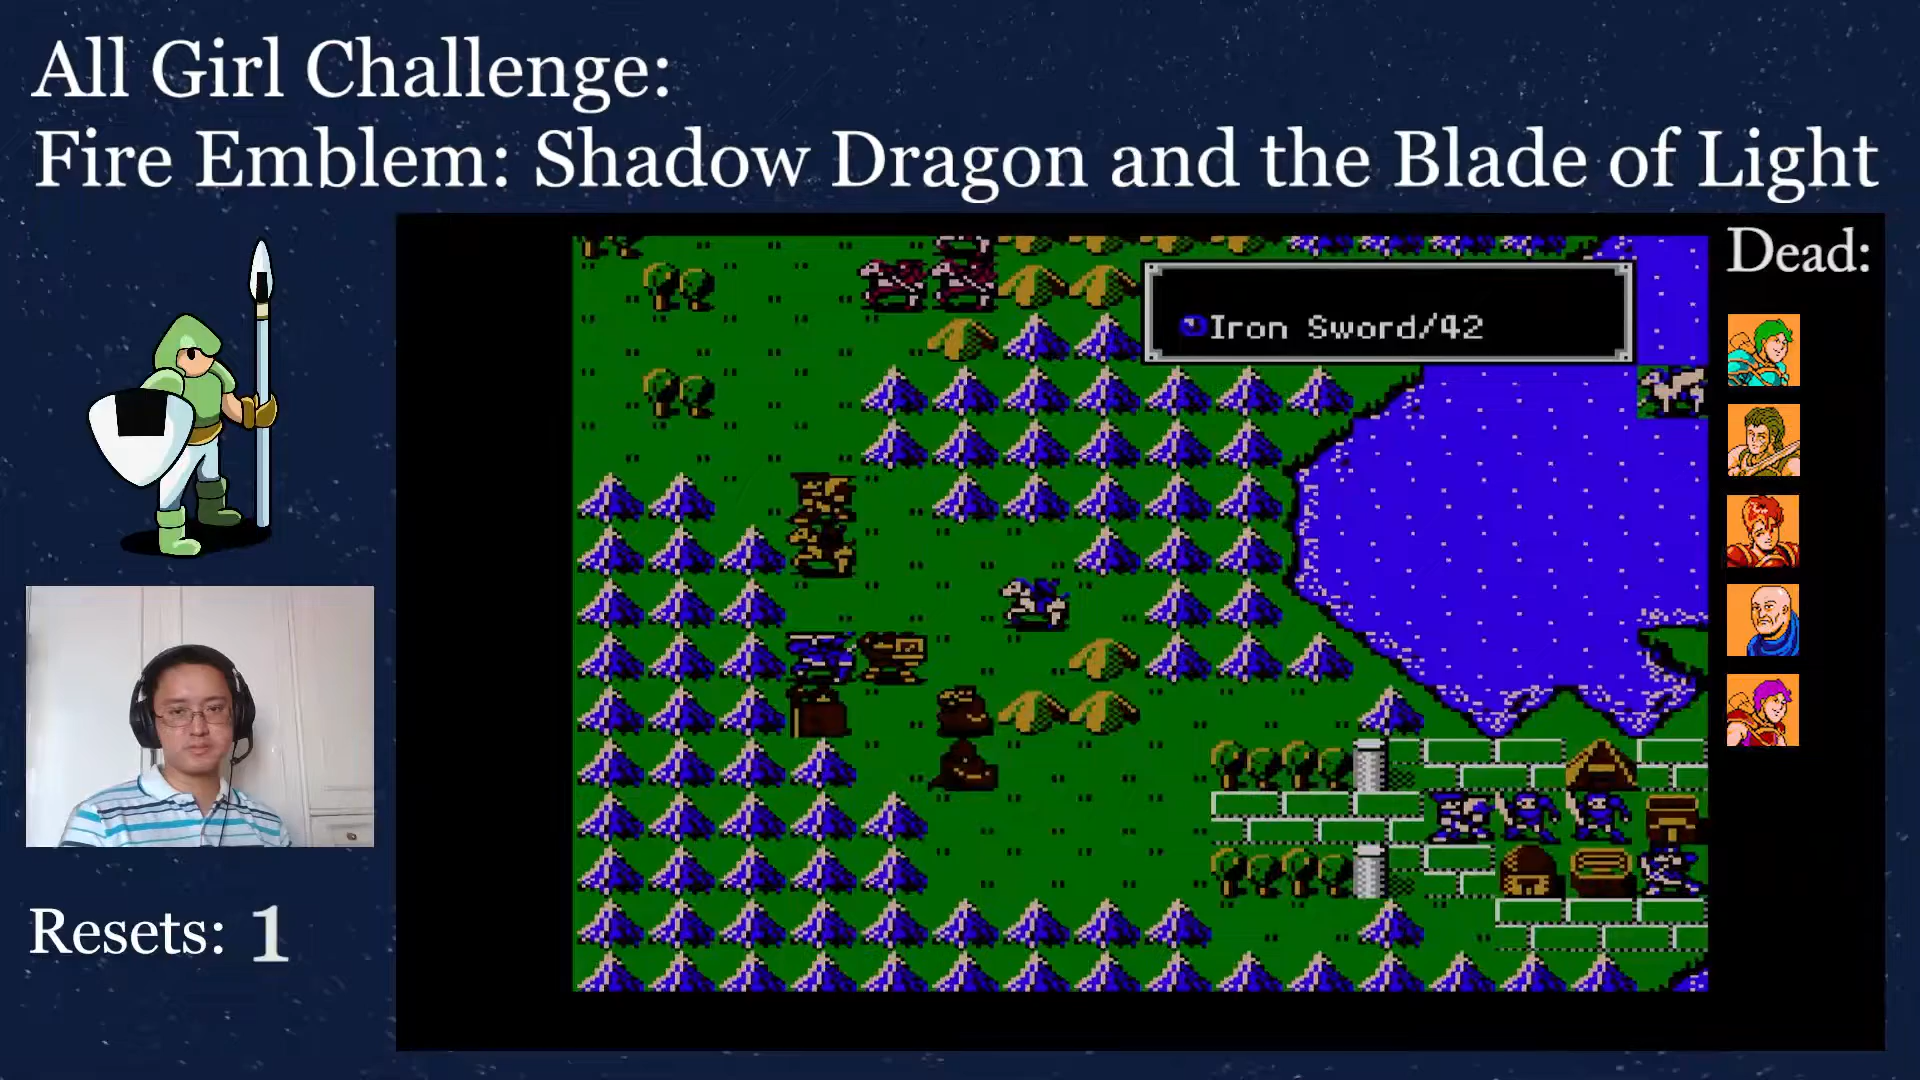 All Girl Challenge:
Fire Emblem: Shadow Dragon and the Blade of Light
Dead:
Iron Sword/42
Resets: 1